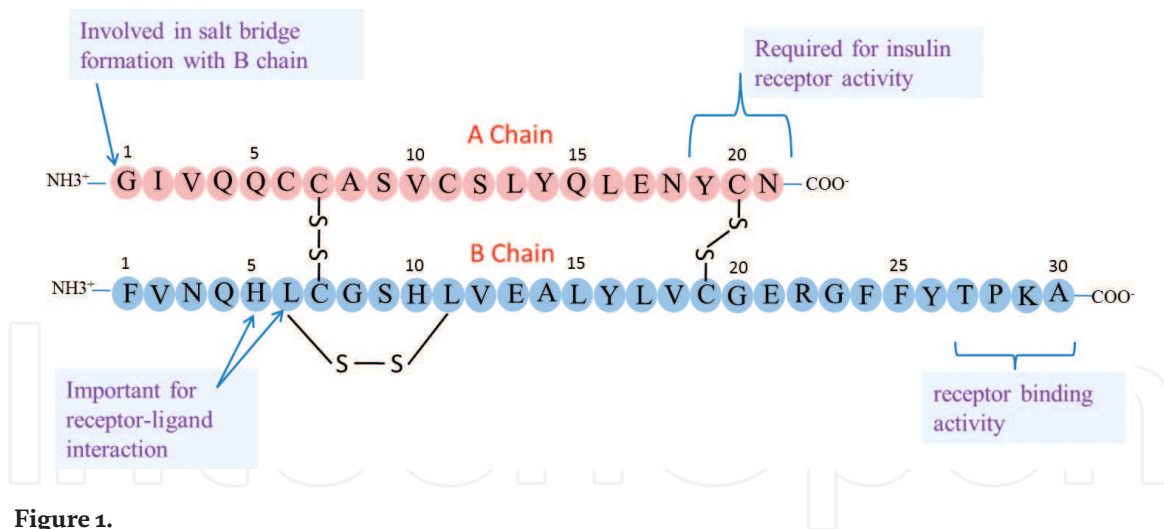 Involved in salt bridge
formation with B chain
Required for insulin
receptor activity
A Chain
1 5 10 15 20
NH3+ G I V Q Q C C A S V C S L Y Q L E N Y C N COO-
S S
S S
B Chain
1 5 10 15 20 25 30
NH3+ F V N Q H L C G S H L V E A L Y L V C G E R G F F Y T P K A COO-
S S
Important for
receptor-ligand
interaction
receptor binding
activity
Figure 1.